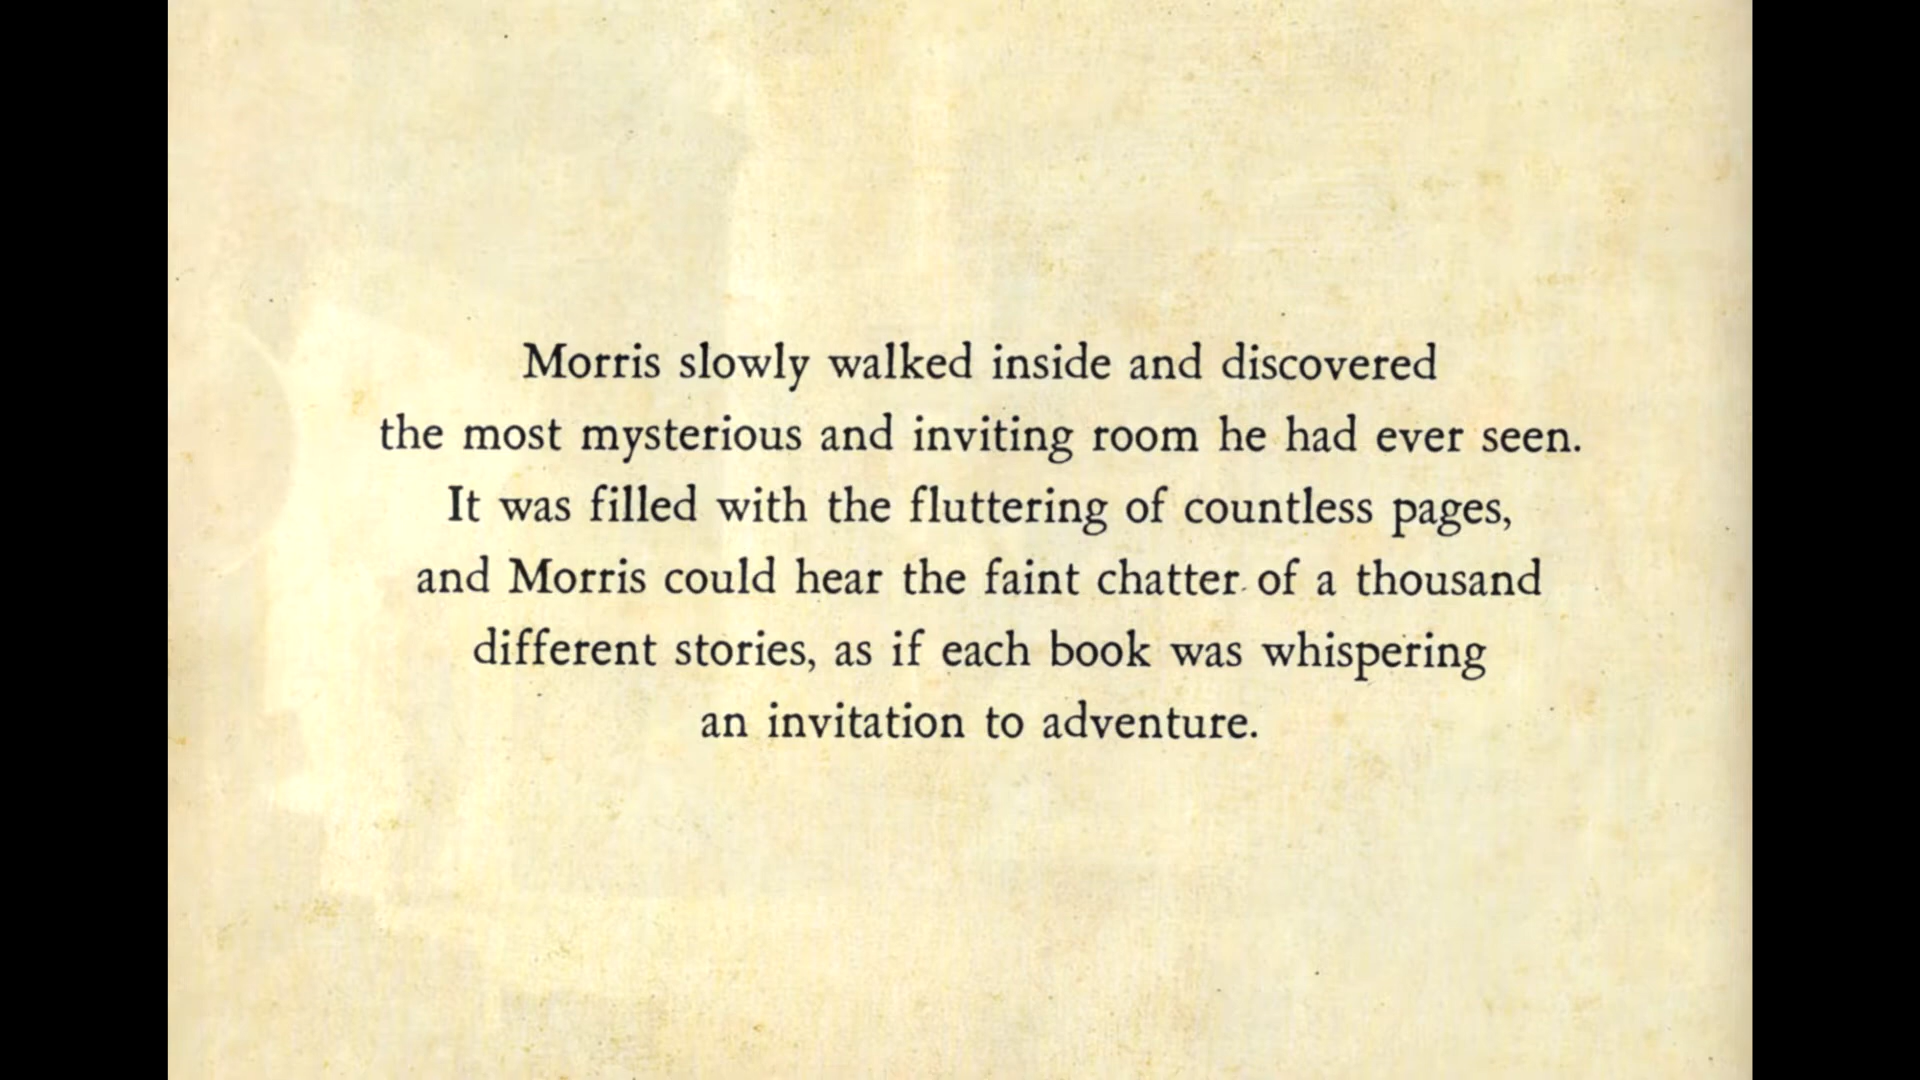 Morris slowly walked inside and discovered
the most mysterious and inviting room he had ever seen.
It was filled with the fluttering of countless pages,
and Morris could hear the faint chatter of a thousand
different stories, as if each book was whispering
an invitation to adventure.